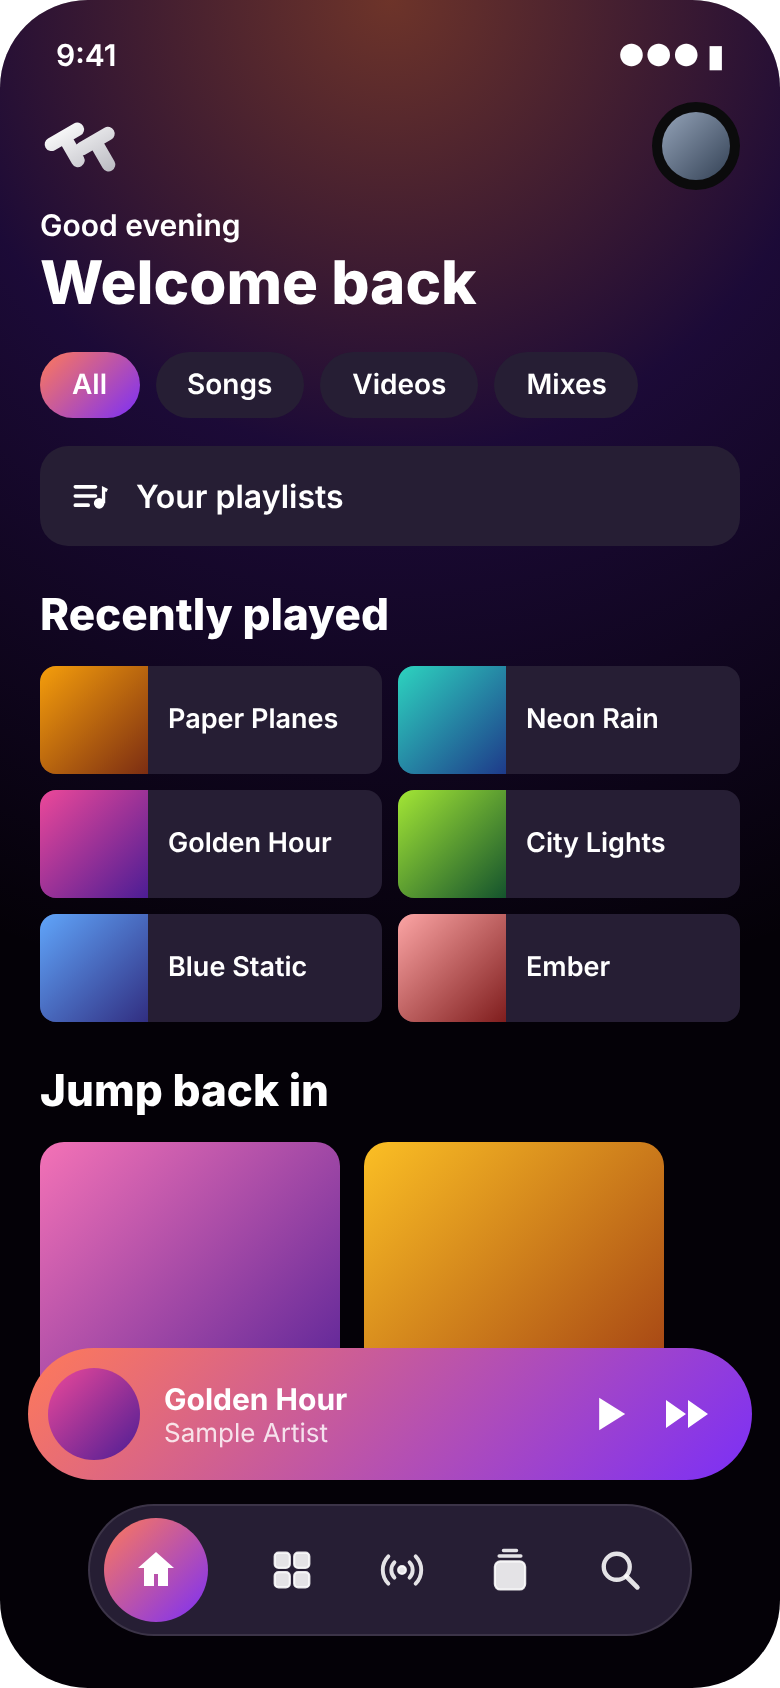 9:41
Good evening
Welcome back
All Songs Videos Mixes
Your playlists
Recently played
Paper Planes Neon Rain
Golden Hour City Lights
Blue Static Ember
Jump back in
Golden Hour
Sample Artist